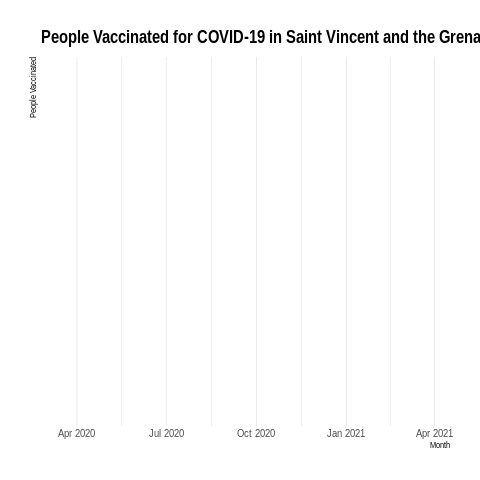 People Vaccinated for COVID-19 in Saint Vincent and the Grena
People Vaccinated
Apr 2020 Jul 2020 Oct 2020 Jan 2021 Apr 2021
Month